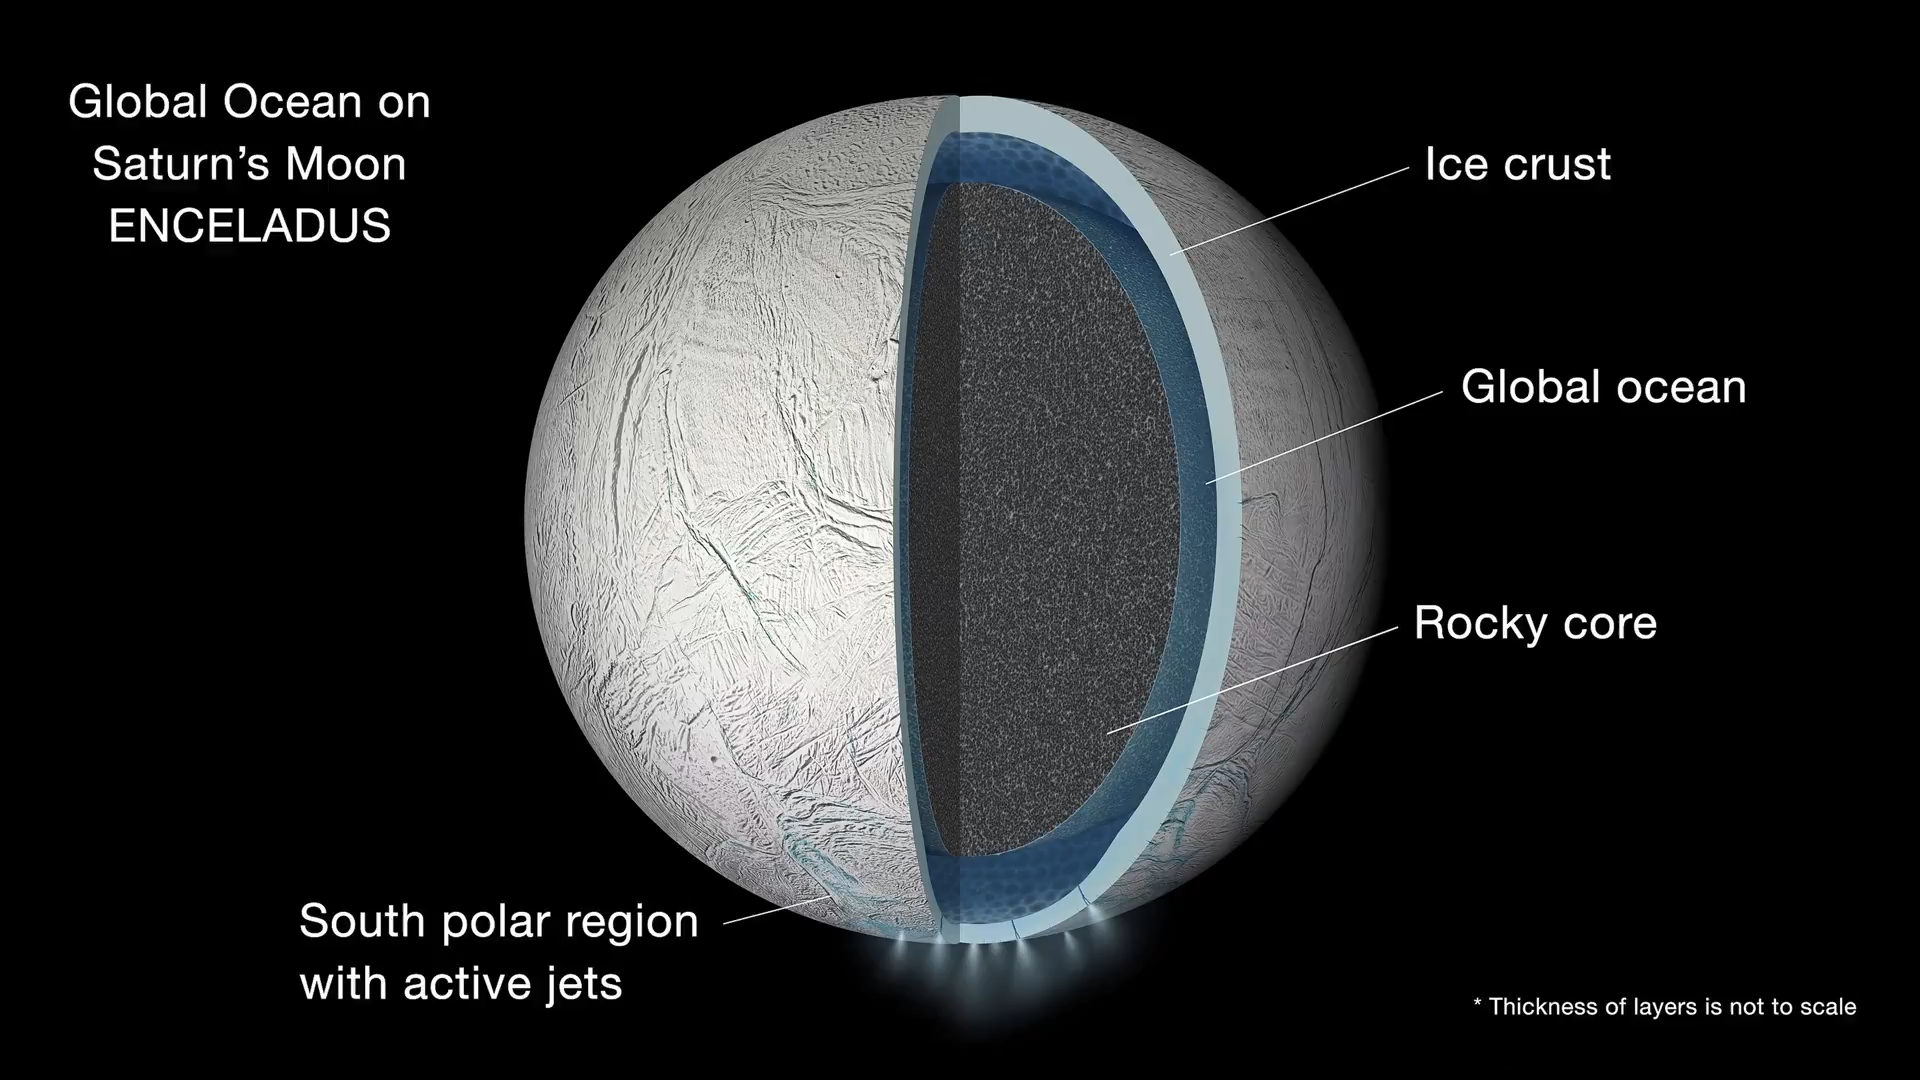 Global Ocean on
Saturn’s Moon
ENCELADUS
Ice crust
Global ocean
Rocky core
South polar region
with active jets
* Thickness of layers is not to scale